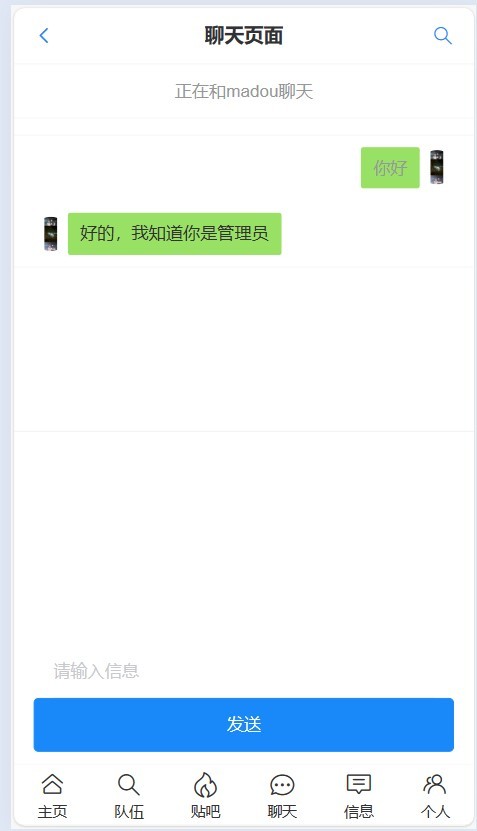 聊天页面
正在和madou聊天
你好
好的，我知道你是管理员
请输入信息
发送
主页 队伍 贴吧 聊天 信息 个人